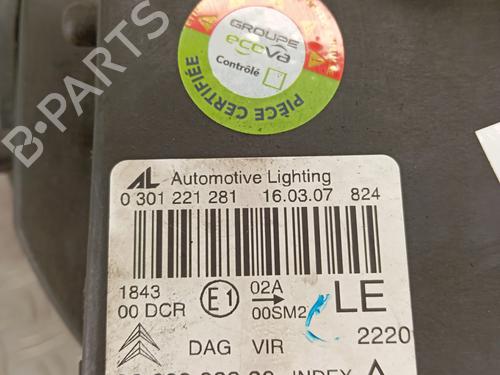 GROUPE
ecova
Contrôlé
PIÈCE CERTIFIÉE
B-PARTS
AL Automotive Lighting
0 301 221 281 16.03.07 824
1843
00 DCR
E1
02A
00SM2
LE
2220
DAG VIR
INDEX A